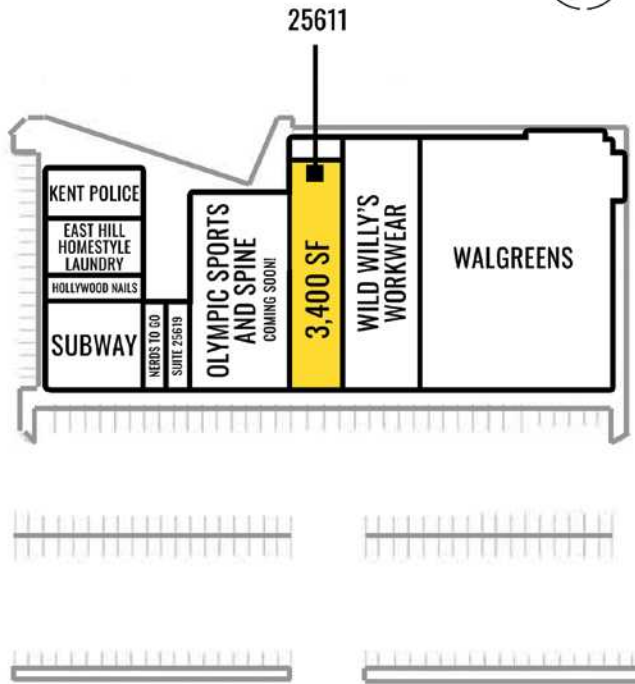 25611
KENT POLICE
EAST HILL
HOMESTYLE
LAUNDRY
HOLLYWOOD NAILS
SUBWAY
NERDS TO GO
SUITE 25619
OLYMPIC SPORTS
AND SPINE
COMING SOON!
3,400 SF
WILD WILLY'S
WORKWEAR
WALGREENS